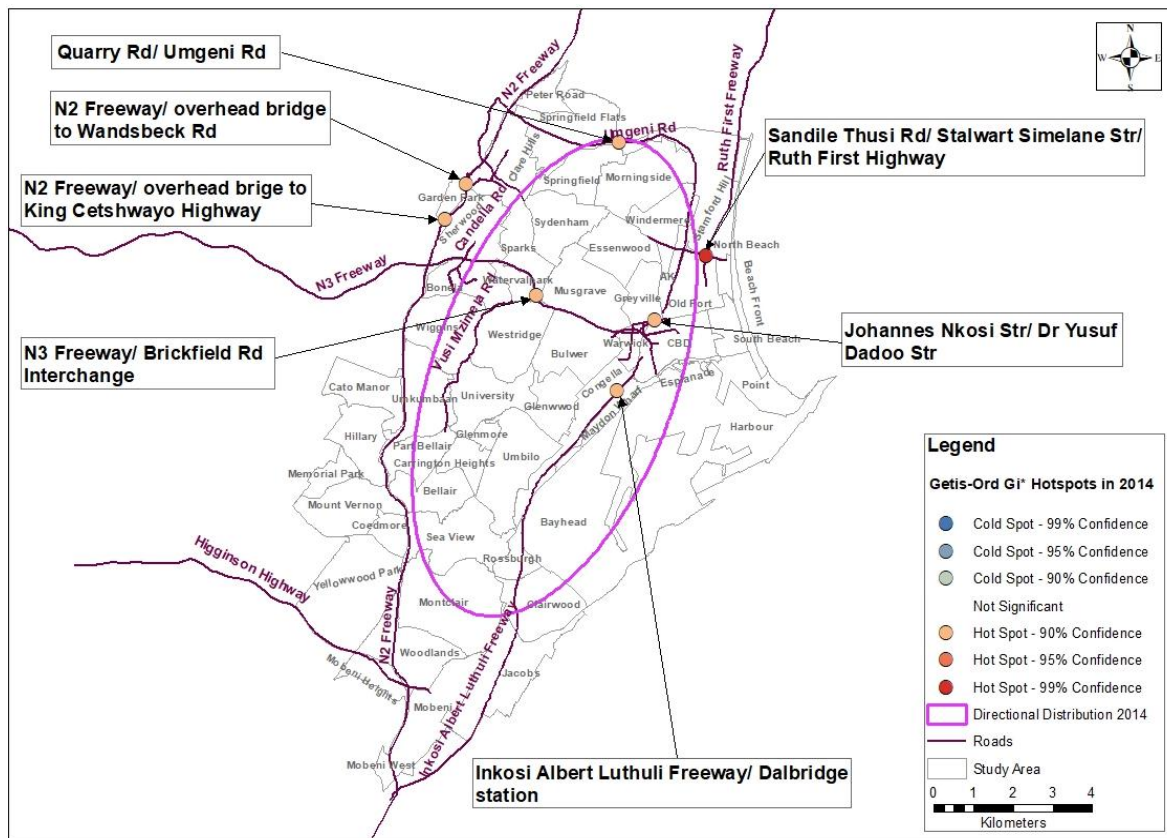 Quarry Rd/ Umgeni Rd
N2 Freeway/ overhead bridge
to Wandsbeck Rd
N2 Freeway/ overhead brige to
King Cetshwayo Highway
N3 Freeway/ Brickfield Rd
Interchange
Sandile Thusi Rd/ Stalwart Simelane Str/
Ruth First Highway
Johannes Nkosi Str/ Dr Yusuf
Dadoo Str
Inkosi Albert Luthuli Freeway/ Dalbridge
station
N
W E
S
N2 Freeway
Ruth First Freeway
Peter Road
Springfield Flats
Umgeni Rd
Clare Hills
Springfield
Morningside
Garden Park
Sherwood
Candella Rd
Sydenham
Windermere
Stamford Hill
North Beach
Essenwood
Sparks
N3 Freeway
Watervalpark
Musgrave
Bonela
Vusi Mzimela Rd
AK
Greyville
Old Fort
Beach Front
Wiggins
Westridge
Warwick
CBD
South Beach
Bulwer
Congella
Esplanade
Point
Cato Manor
Umkumbaan
University
Glenwwod
Maydon Wharf
Harbour
Hillary
Glenmore
Part Bellair
Umbilo
Carrington Heights
Memorial Park
Bellair
Mount Vernon
Coedmore
Bayhead
Sea View
Rossburgh
Higginson Highway
Yellowwood Park
Montclair
Clairwood
N2 Freeway
Woodlands
Inkosi Albert Luthuli Freeway
Jacobs
Mobeni Heights
Mobeni
Mobeni West
Legend
Getis-Ord Gi* Hotspots in 2014
Cold Spot - 99% Confidence
Cold Spot - 95% Confidence
Cold Spot - 90% Confidence
Not Significant
Hot Spot - 90% Confidence
Hot Spot - 95% Confidence
Hot Spot - 99% Confidence
Directional Distribution 2014
Roads
Study Area
0 1 2 3 4
Kilometers